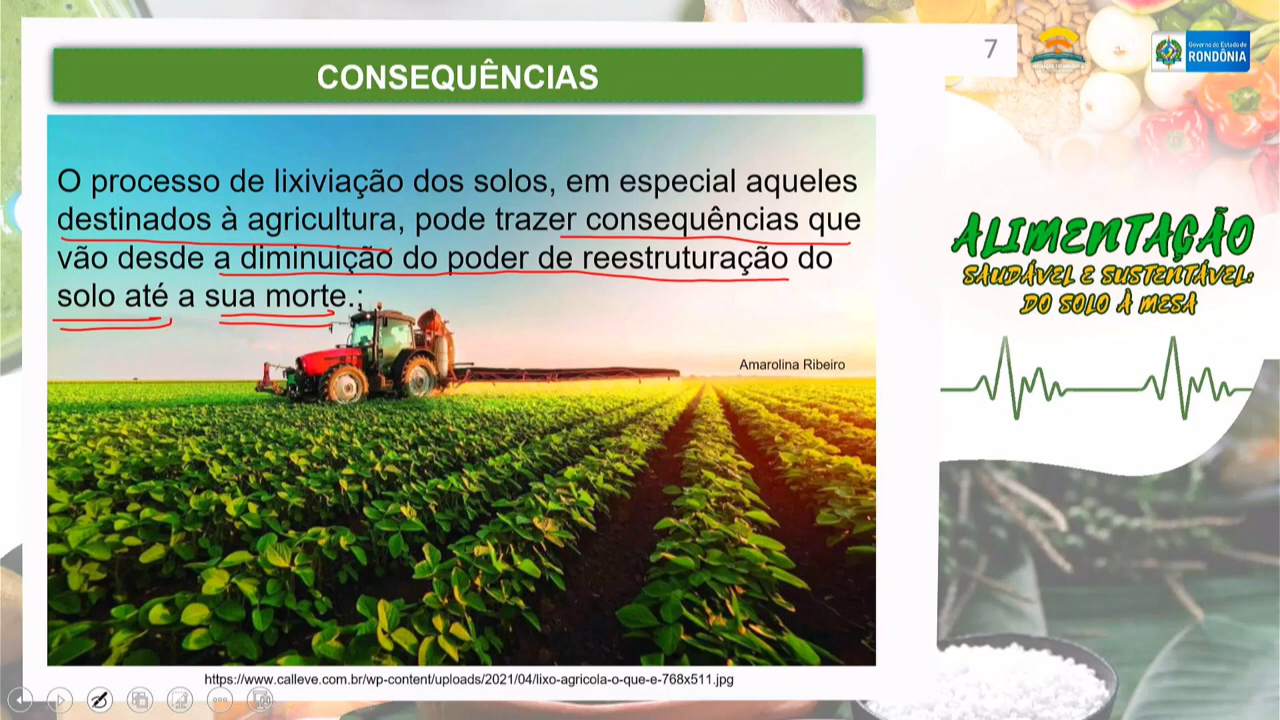 CONSEQUÊNCIAS
7
Governo do Estado de
RONDÔNIA
O processo de lixiviação dos solos, em especial aqueles
destinados à agricultura, pode trazer consequências que
vão desde a diminuição do poder de reestruturação do
solo até a sua morte.;
Amarolina Ribeiro
ALIMENTAÇÃO
SAUDÁVEL E SUSTENTÁVEL:
DO SOLO À MESA
https://www.calleve.com.br/wp-content/uploads/2021/04/lixo-agricola-o-que-e-768x511.jpg